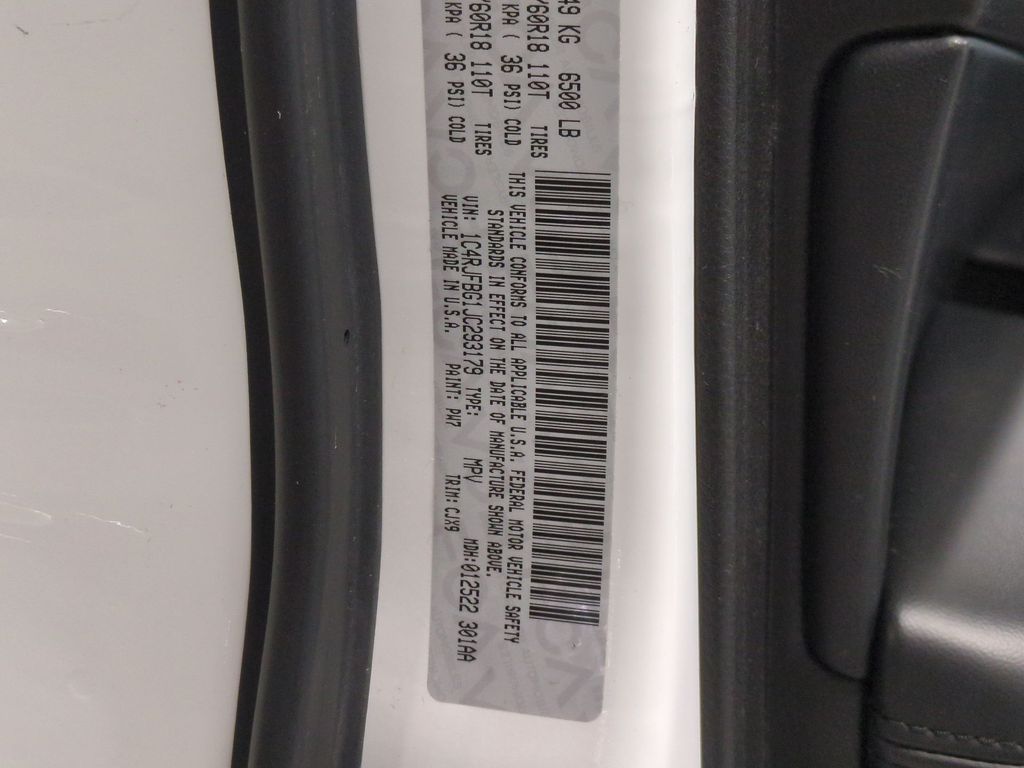 49 KG 6500 LB
/60R18 110T TIRES
KPA ( 36 PSI) COLD
/60R18 110T TIRES
KPA ( 36 PSI) COLD
THIS VEHICLE CONFORMS TO ALL APPLICABLE U.S.A. FEDERAL MOTOR VEHICLE SAFETY
STANDARDS IN EFFECT ON THE DATE OF MANUFACTURE SHOWN ABOVE.
VIN: 1C4RJFBG1JC293179 TYPE: MPV MDH:012522 301AA
VEHICLE MADE IN U.S.A. PAINT: PW7 TRIM: CJX9